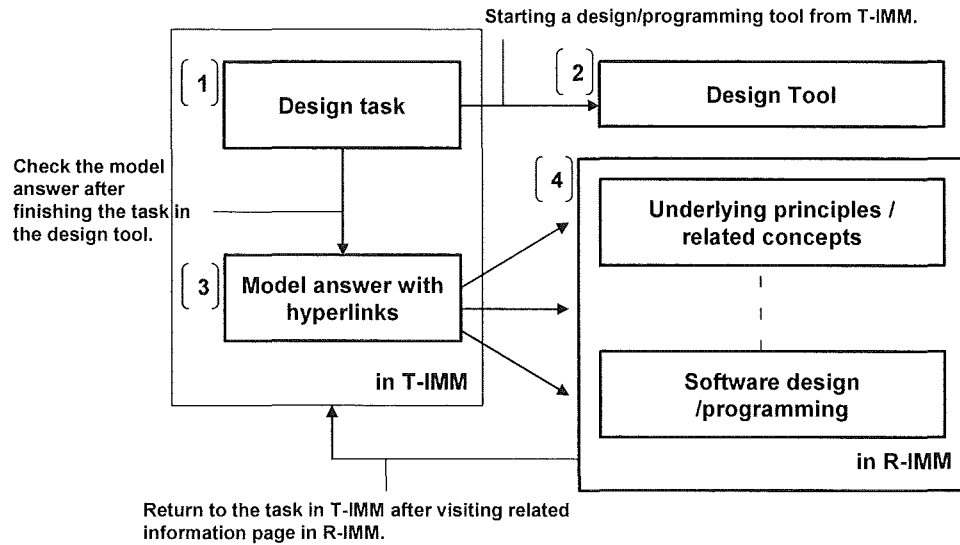 Starting a design/programming tool from T-IMM.
1
Design task
2
Design Tool
Check the model
answer after
finishing the task in
the design tool.
3
Model answer with
hyperlinks
in T-IMM
4
Underlying principles /
related concepts
Software design
/programming
in R-IMM
Return to the task in T-IMM after visiting related
information page in R-IMM.